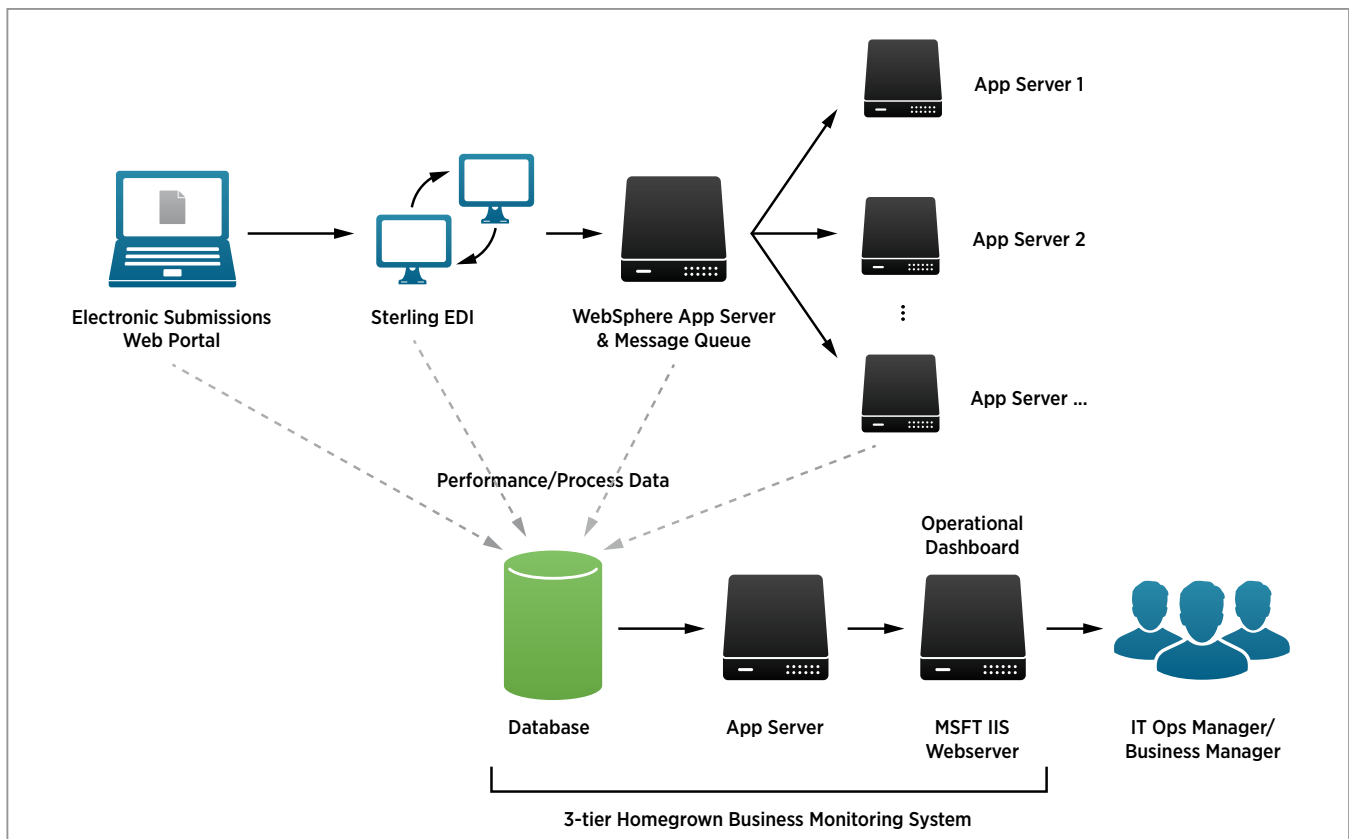 App Server 1
App Server 2
App Server ...
Electronic Submissions
Web Portal
Sterling EDI
WebSphere App Server
& Message Queue
Performance/Process Data
Operational
Dashboard
Database
App Server
MSFT IIS
Webserver
IT Ops Manager/
Business Manager
3-tier Homegrown Business Monitoring System